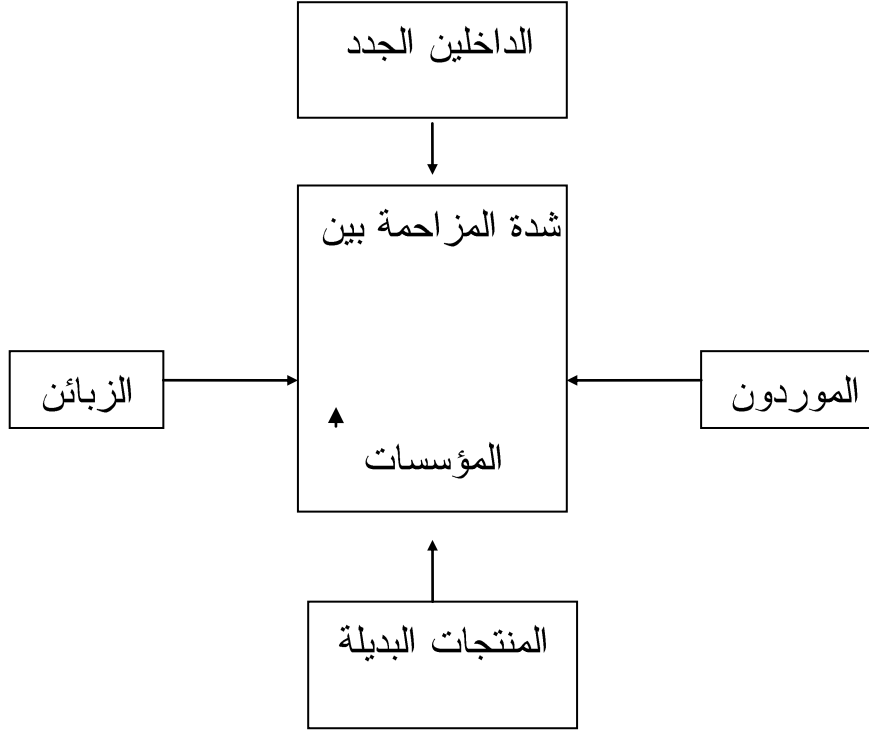 الداخلين الجدد
شدة المزاحمة بين
الموردون
الزبائن
المؤسسات
المنتجات البديلة